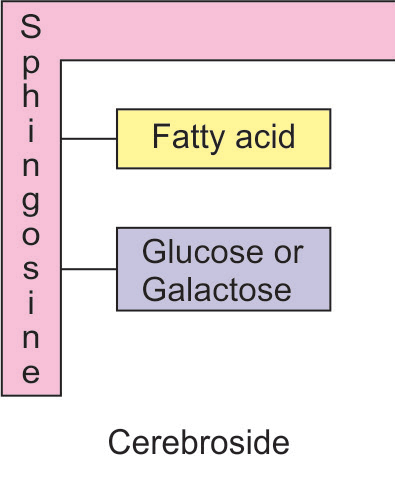 Sphingosine
Fatty acid
Glucose or
Galactose
Cerebroside